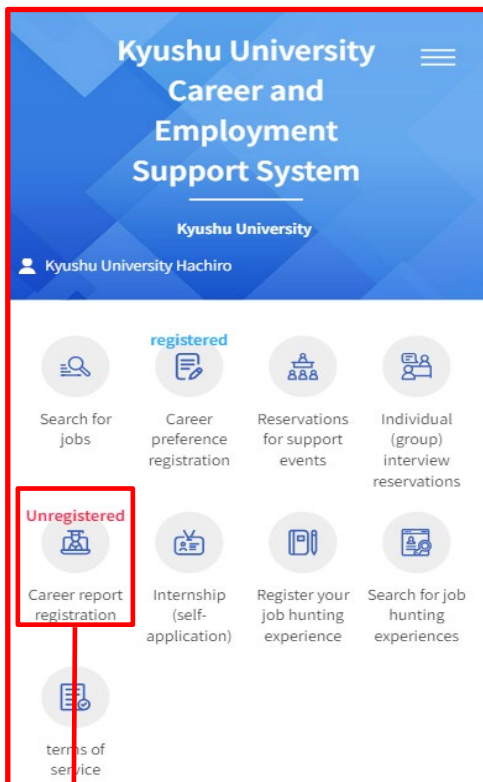 Kyushu University
Career and
Employment
Support System
Kyushu University
Kyushu University Hachiro
Search for
jobs
registered
Career
preference
registration
Reservations
for support
events
Individual
(group)
interview
reservations
Unregistered
Career report
registration
Internship
(self-
application)
Register your
job hunting
experience
Search for job
hunting
experiences
terms of
service